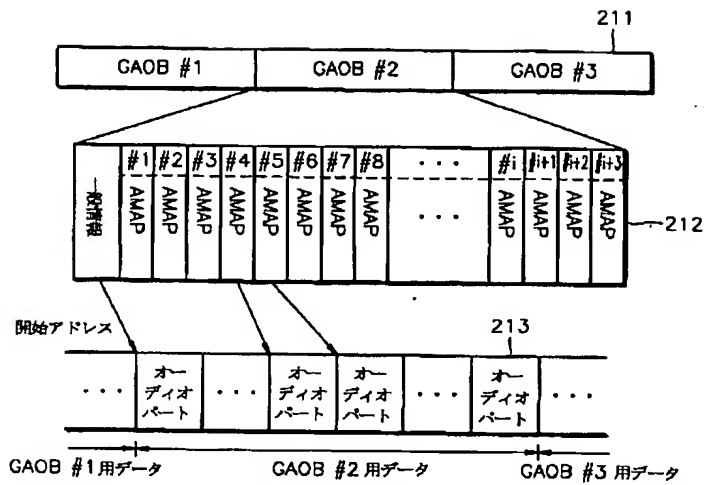 211
GAOB #1 GAOB #2 GAOB #3
#1 #2 #3 #4 #5 #6 #7 #8 ・・・ #i #i+1 #i+2 #i+3
一般情報 AMAP AMAP AMAP AMAP AMAP AMAP AMAP AMAP ・・・ AMAP AMAP AMAP AMAP
212
開始アドレス
213
・・・ オーディオパート ・・・ オーディオパート オーディオパート ・・・ オーディオパート ・・・
GAOB #1用データ GAOB #2 用データ GAOB #3 用データ